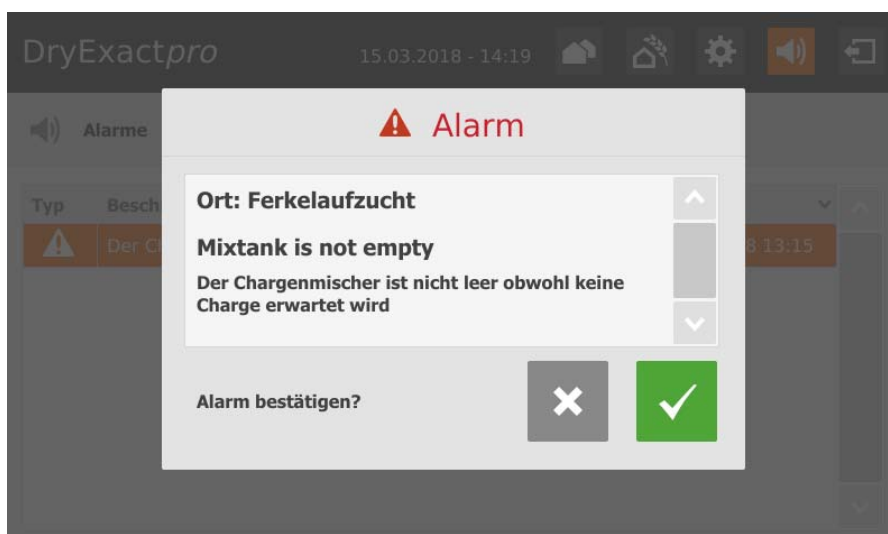 DryExactpro
15.03.2018 - 14:19
Alarme
Alarm
Typ
Besch
Ort: Ferkelaufzucht
Der Ch
8 13:15
Mixtank is not empty
Der Chargenmischer ist nicht leer obwohl keine
Charge erwartet wird
Alarm bestätigen?